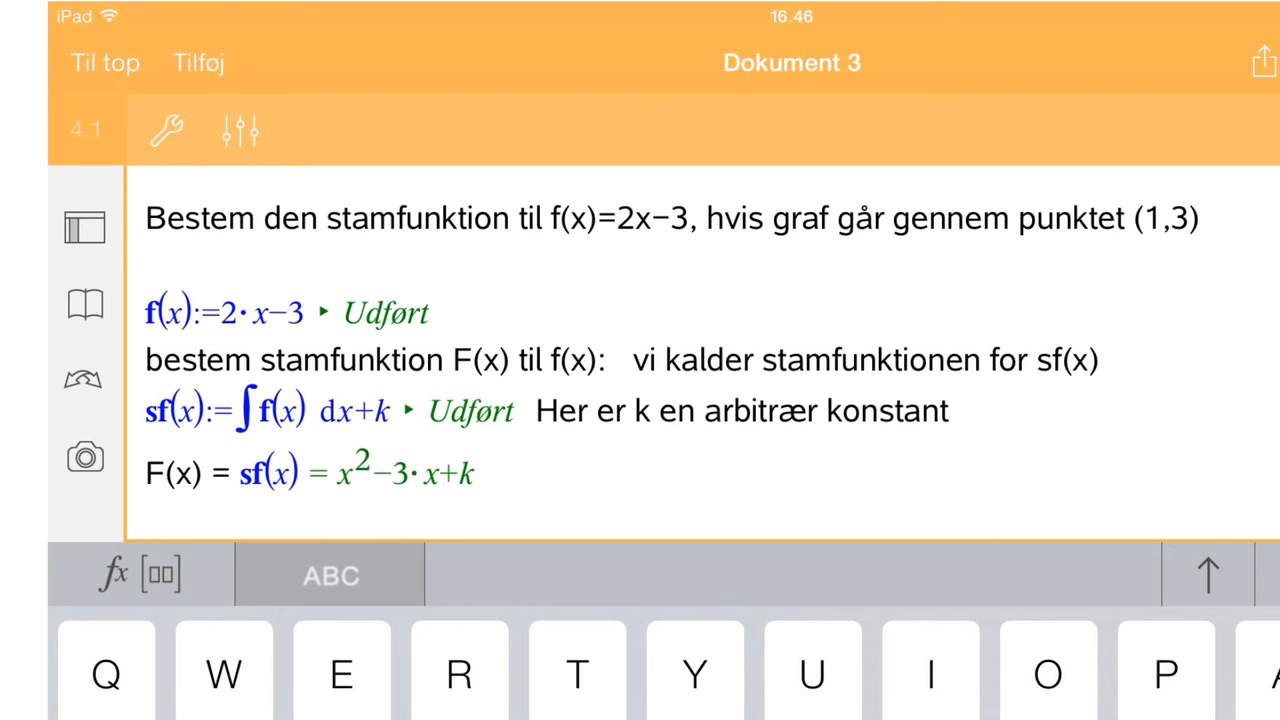 iPad 16.46
Til top Tilføj Dokument 3
4.1
Bestem den stamfunktion til f(x)=2x−3, hvis graf går gennem punktet (1,3)
f(x):=2·x−3 ▸ Udført
bestem stamfunktion F(x) til f(x): vi kalder stamfunktionen for sf(x)
sf(x):=∫f(x) dx+k ▸ Udført Her er k en arbitrær konstant
F(x) = sf(x) = x²−3·x+k
fx [▯▯] ABC ↑
Q W E R T Y U I O P A